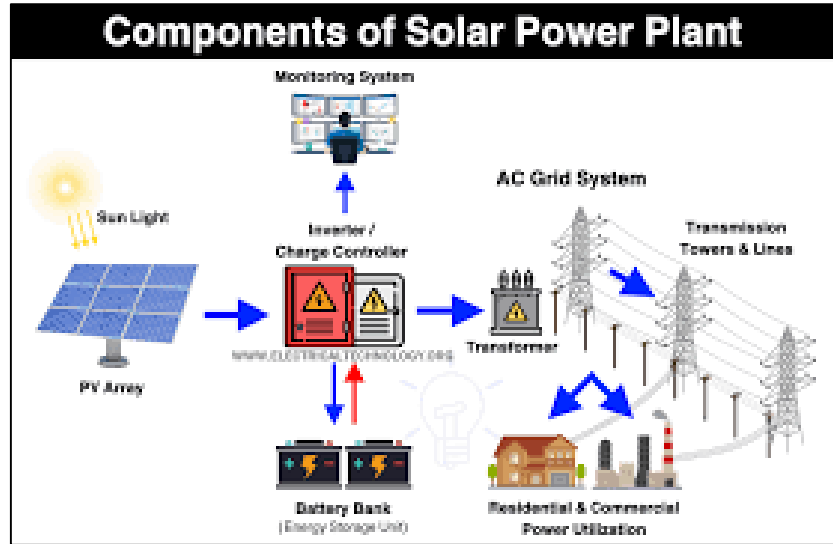 Components of Solar Power Plant
Monitoring System
Sun Light
Inverter /
Charge Controller
AC Grid System
Transmission
Towers & Lines
WWW.ELECTRICALTECHNOLOGY.ORG
Transformer
PV Array
Battery Bank
(Energy Storage Unit)
Residential & Commercial
Power Utilization